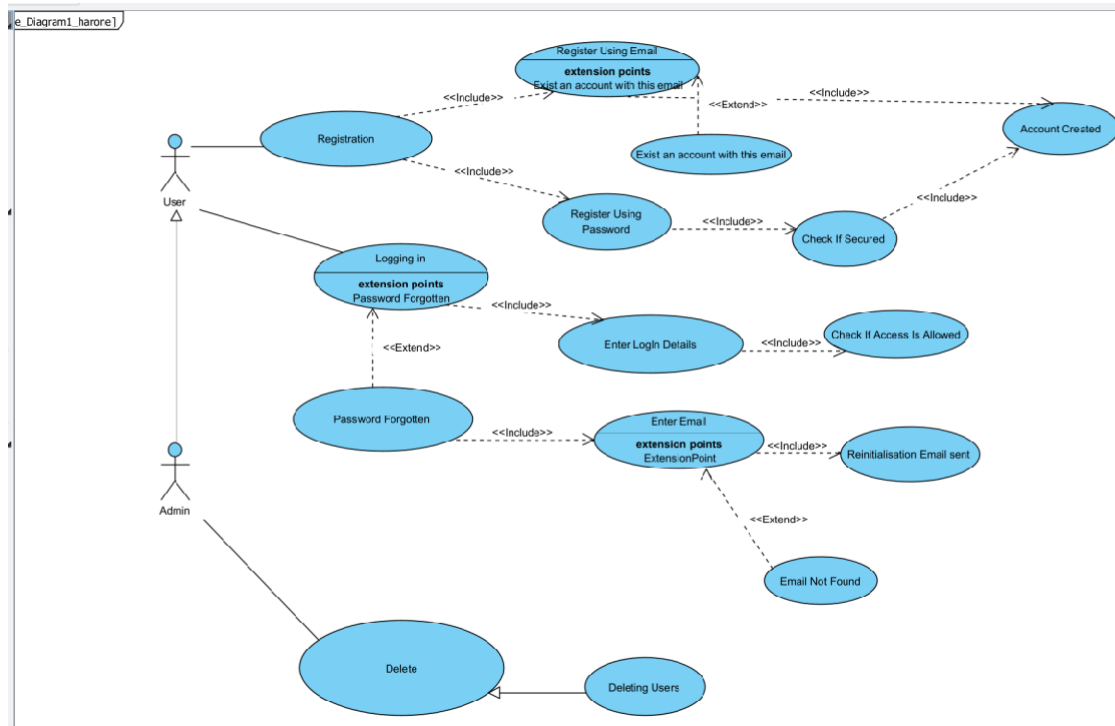 e_Diagram1_harore]
Register Using Email
extension points
Exist an account with this email
<<Include>>
<<Extend>>
<<Include>>
Registration
Exist an account with this email
Account Created
<<Include>>
User
Register Using
Password
<<Include>>
Check If Secured
<<Include>>
Logging in
extension points
Password Forgotten
<<Include>>
Enter LogIn Details
<<Include>>
Check If Access Is Allowed
<<Extend>>
Password Forgotten
<<Include>>
Enter Email
extension points
ExtensionPoint
<<Include>>
Reinitialisation Email sent
Admin
<<Extend>>
Email Not Found
Delete
Deleting Users